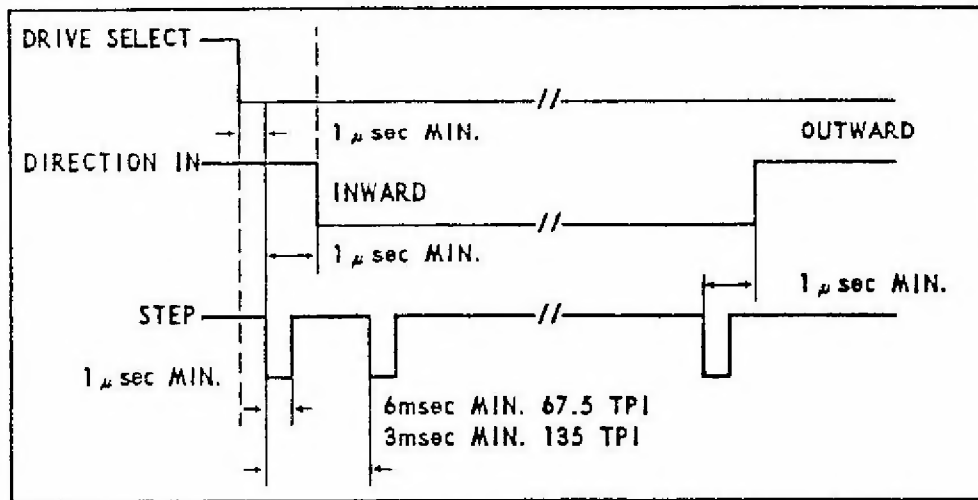 DRIVE SELECT
1 μ sec MIN.
OUTWARD
DIRECTION IN
INWARD
1 μ sec MIN.
1 μ sec MIN.
STEP
1 μ sec MIN.
6msec MIN. 67.5 TPI
3msec MIN. 135 TPI